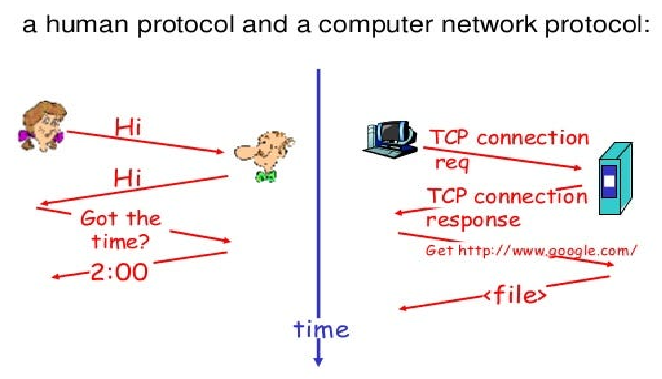 a human protocol and a computer network protocol:
Hi
Hi
Got the
time?
2:00
TCP connection
req
TCP connection
response
Get http://www.google.com/
<file>
time